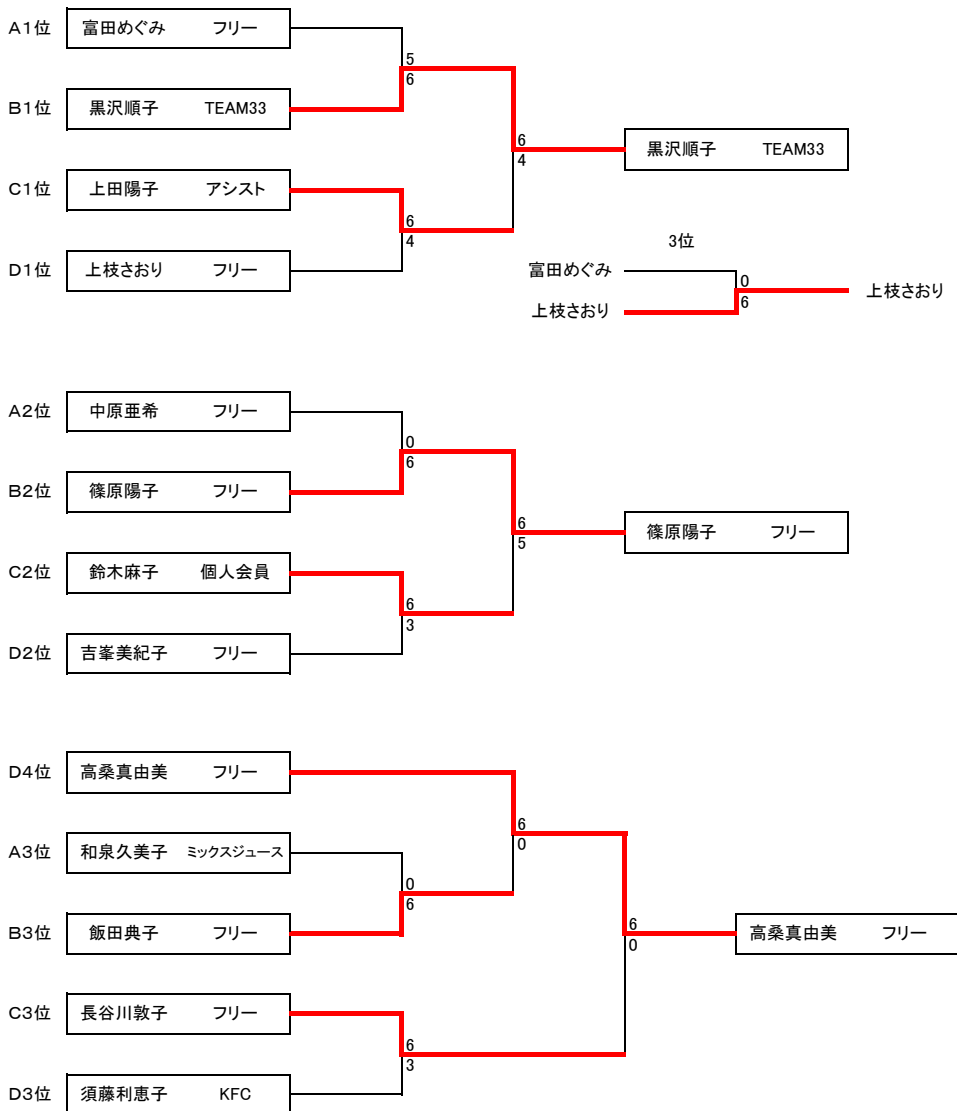 A1位 富田めぐみ フリー
5
6
B1位 黒沢順子 TEAM33
6
4
黒沢順子 TEAM33
C1位 上田陽子 アシスト
6
4
D1位 上枝さおり フリー
3位
富田めぐみ
0
6
上枝さおり
上枝さおり
A2位 中原亜希 フリー
0
6
B2位 篠原陽子 フリー
6
5
篠原陽子 フリー
C2位 鈴木麻子 個人会員
6
3
D2位 吉峯美紀子 フリー
D4位 高桑真由美 フリー
6
0
A3位 和泉久美子 ミックスジュース
0
6
B3位 飯田典子 フリー
6
0
高桑真由美 フリー
C3位 長谷川敦子 フリー
6
3
D3位 須藤利恵子 KFC